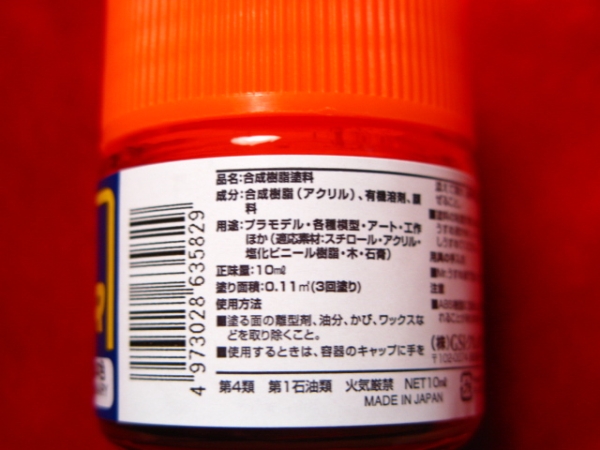 品名:合成樹脂塗料
成分:合成樹脂(アクリル)、有機溶剤、顔
料
用途:プラモデル・各種模型・アート・工作
ほか(適応素材:スチロール・アクリル・
塩化ビニール樹脂・木・石膏)
正味量:10㎖
塗り面積:0.11㎡(3回塗り)
使用方法
■塗る面の離型剤、油分、かび、ワックスな
どを取り除くこと。
■使用するときは、容器のキャップに手を
第4類 第1石油類 火気厳禁 NET10㎖
MADE IN JAPAN
4 973028 635829
注意
(株)GSI